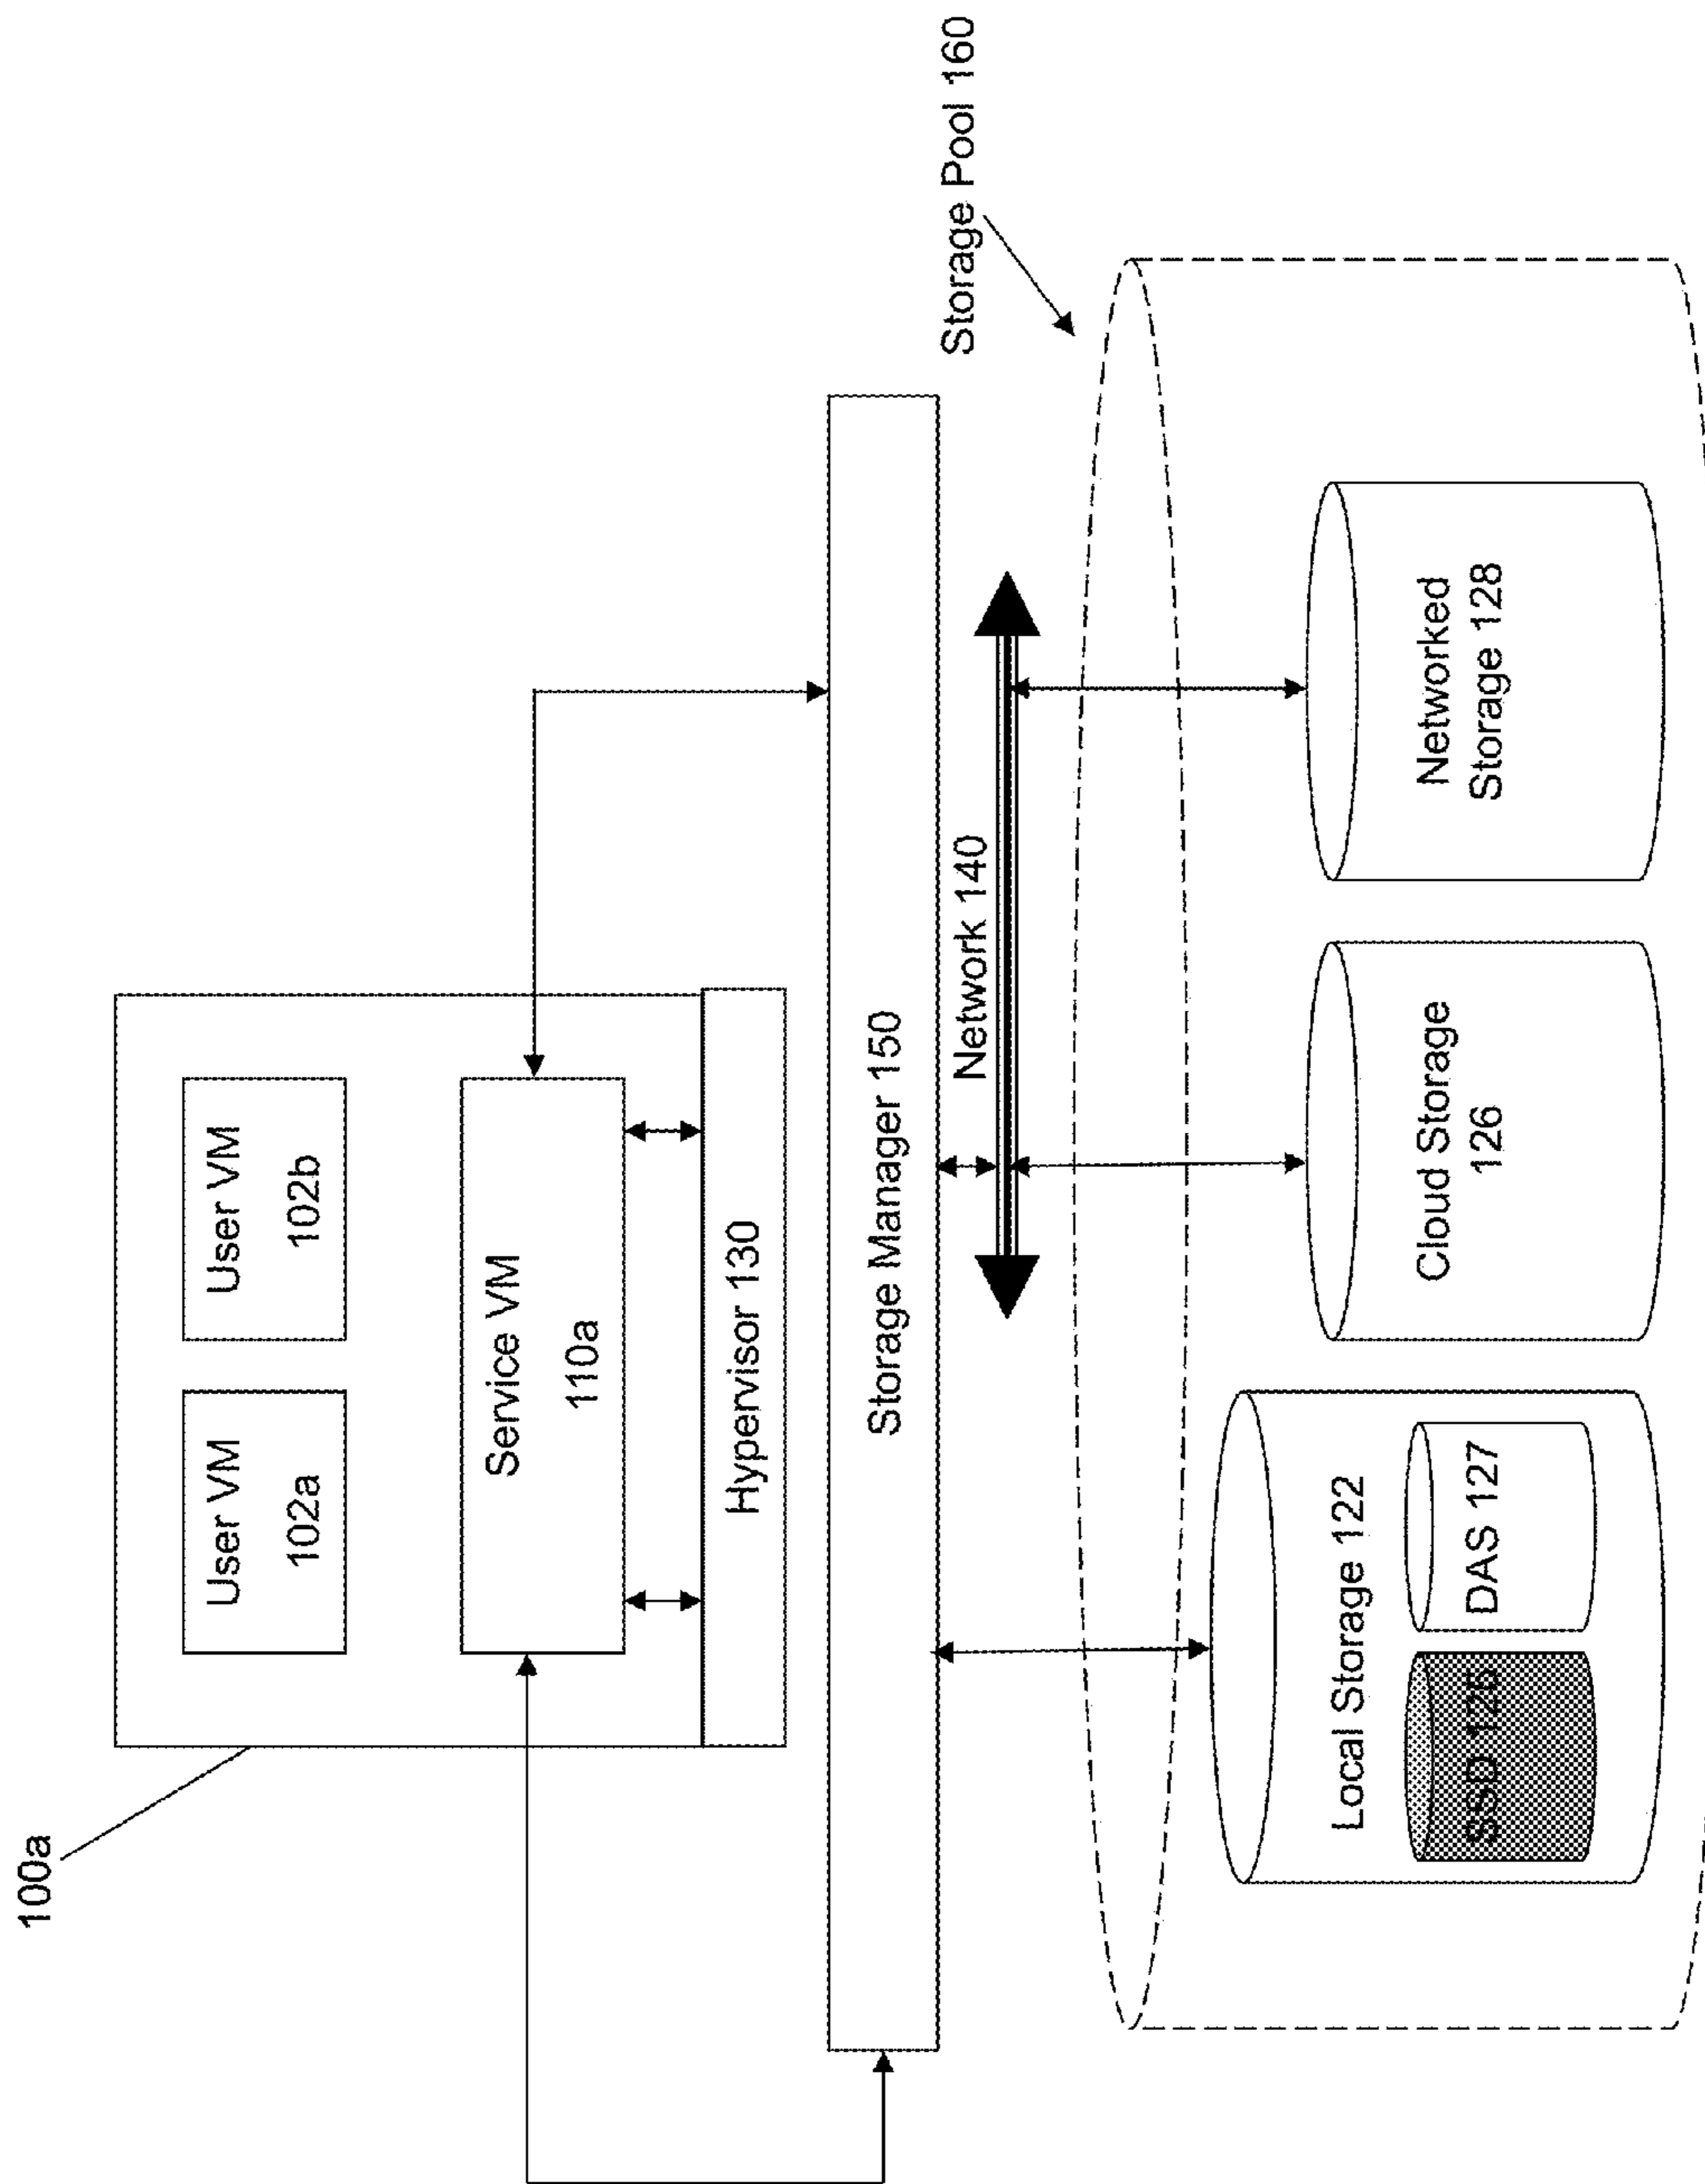 100a
User VM
102a
User VM
102b
Service VM
110a
Hypervisor 130
Storage Manager 150
Network 140
Storage Pool 160
Local Storage 122
SSD 125
DAS 127
Cloud Storage
126
Networked
Storage 128